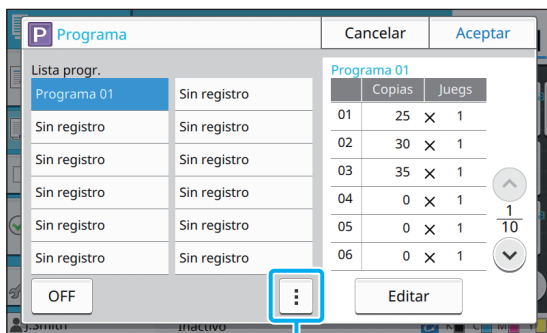 P Programa
Cancelar
Aceptar
Lista progr.
Programa 01
Sin registro
Sin registro
Sin registro
Sin registro
Sin registro
Sin registro
Sin registro
Sin registro
Sin registro
Sin registro
Sin registro
Programa 01
Copias Juegs
01 25 × 1
02 30 × 1
03 35 × 1
04 0 × 1
05 0 × 1
06 0 × 1
1
10
OFF
Editar
J.Smith Inactivo K C M Y